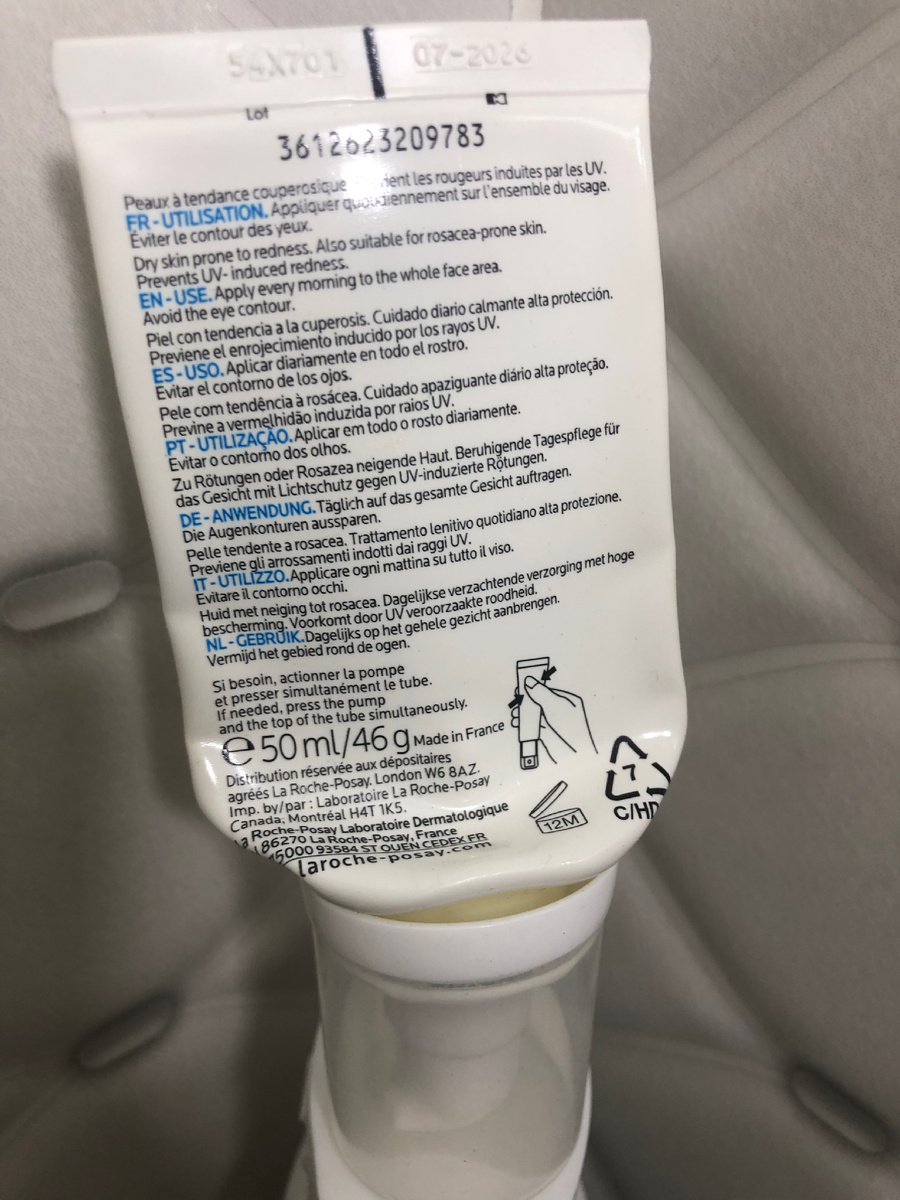 54X701 07-2026
Lot
3612623209783
Peaux à tendance couperosique les rougeurs induites par les UV.
FR - UTILISATION. Appliquer quotidiennement sur l'ensemble du visage.
Éviter le contour des yeux.
Dry skin prone to redness. Also suitable for rosacea-prone skin.
Prevents UV- induced redness.
EN - USE. Apply every morning to the whole face area.
Avoid the eye contour.
Piel con tendencia a la cuperosis. Cuidado diario calmante alta protección.
Previene el enrojecimiento inducido por los rayos UV.
ES - USO. Aplicar diariamente en todo el rostro.
Evitar el contorno de los ojos.
Pele com tendência à rosácea. Cuidado apaziguante diário alta proteção.
Previne a vermelhidão induzida por raios UV.
PT - UTILIZAÇÃO. Aplicar em todo o rosto diariamente.
Evitar o contorno dos olhos.
Zu Rötungen oder Rosazea neigende Haut. Beruhigende Tagespflege für
das Gesicht mit Lichtschutz gegen UV-induzierte Rötungen.
DE - ANWENDUNG. Täglich auf das gesamte Gesicht auftragen.
Die Augenkonturen aussparen.
Pelle tendente a rosacea. Trattamento lenitivo quotidiano alta protezione.
Previene gli arrossamenti indotti dai raggi UV.
IT - UTILIZZO. Applicare ogni mattina su tutto il viso.
Evitare il contorno occhi.
Huid met neiging tot rosacea. Dagelijkse verzachtende verzorging met hoge
bescherming. Voorkomt door UV veroorzaakte roodheid.
NL - GEBRUIK. Dagelijks op het gehele gezicht aanbrengen.
Vermijd het gebied rond de ogen.
Si besoin, actionner la pompe
et presser simultanément le tube.
If needed, press the pump
and the top of the tube simultaneously.
℮ 50 ml/46 g Made in France
Distribution réservée aux dépositaires
agréés La Roche-Posay. London W6 8AZ.
Imp. by/par : Laboratoire La Roche-Posay
Canada, Montréal H4T 1K5.
La Roche-Posay Laboratoire Dermatologique
86270 La Roche-Posay, France
93584 ST OUEN CEDEX FR
laroche-posay.com
12M
7
C/HD